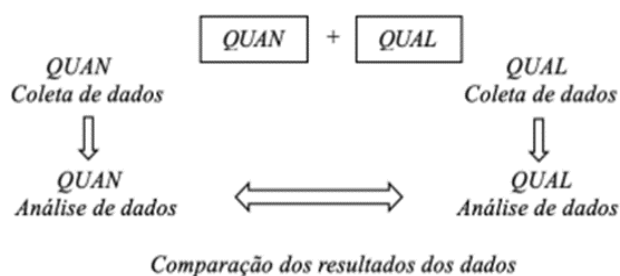 QUAN + QUAL
QUAN
Coleta de dados
QUAL
Coleta de dados
QUAN
Análise de dados
QUAL
Análise de dados
Comparação dos resultados dos dados